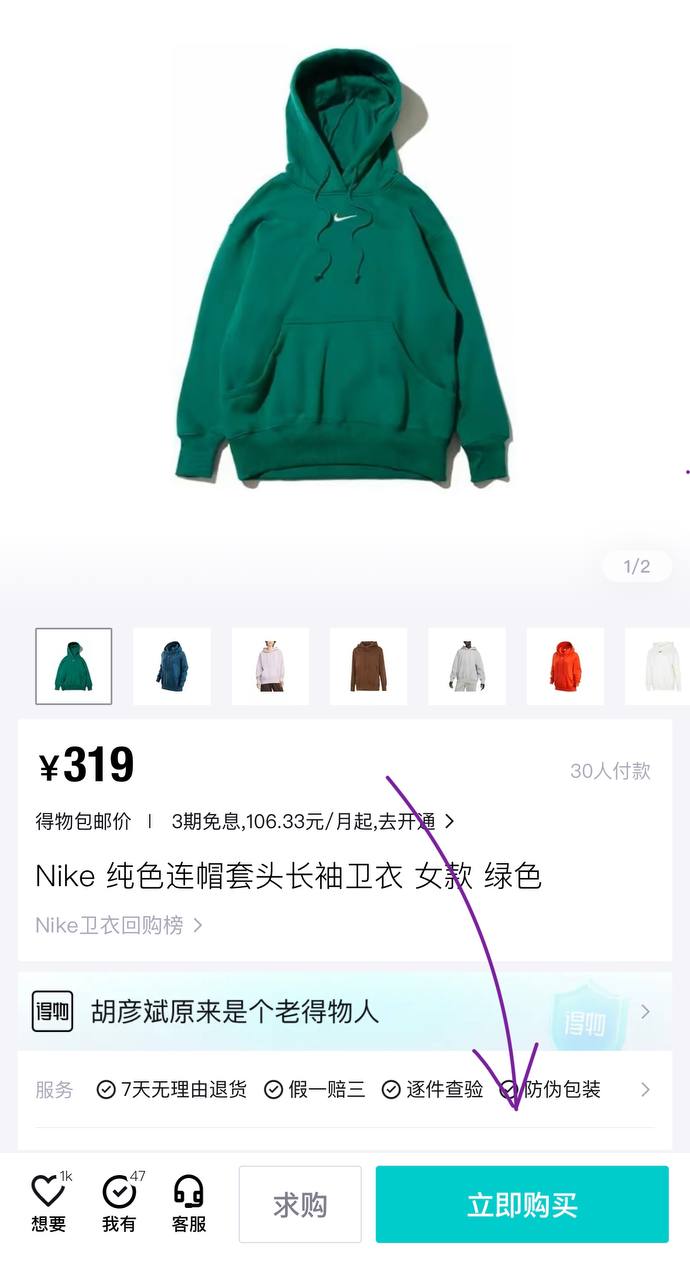 1/2
¥319
30人付款
得物包邮价 | 3期免息,106.33元/月起,去开通 >
Nike 纯色连帽套头长袖卫衣 女款 绿色
Nike卫衣回购榜 >
得物 胡彦斌原来是个老得物人 得物 >
服务 7天无理由退货 假一赔三 逐件查验 防伪包装 >
1k 47
想要 我有 客服 求购 立即购买